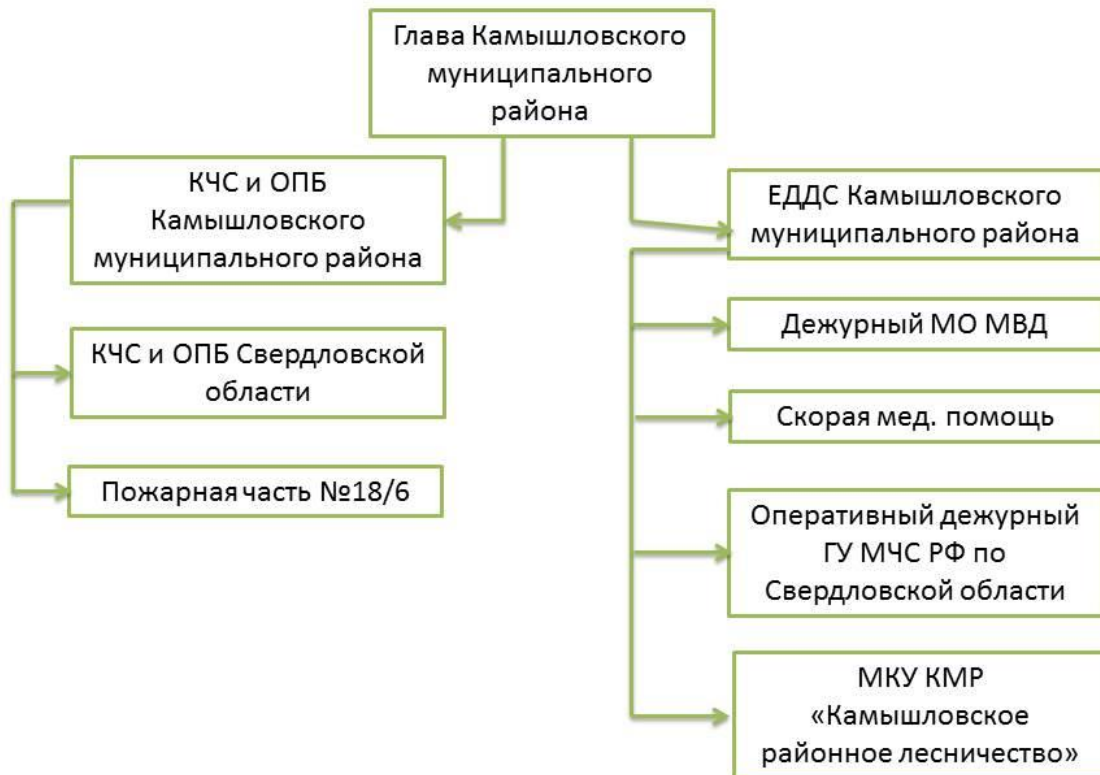 Глава Камышловского
муниципального
района
КЧС и ОПБ
Камышловского
муниципального района
КЧС и ОПБ Свердловской
области
Пожарная часть №18/6
ЕДДС Камышловского
муниципального района
Дежурный МО МВД
Скорая мед. помощь
Оперативный дежурный
ГУ МЧС РФ по
Свердловской области
МКУ КМР
«Камышловское
районное лесничество»